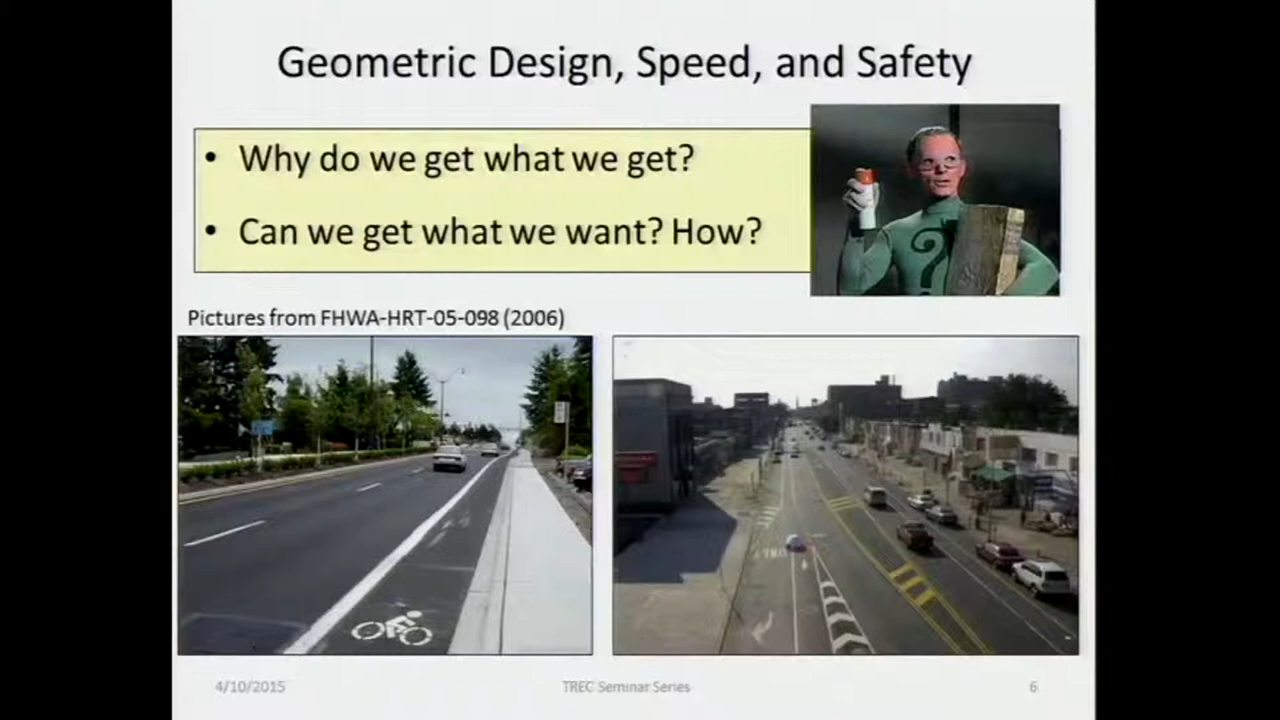 Geometric Design, Speed, and Safety
• Why do we get what we get?
• Can we get what we want? How?
?
Pictures from FHWA-HRT-05-098 (2006)
4/10/2015
TREC Seminar Series
6